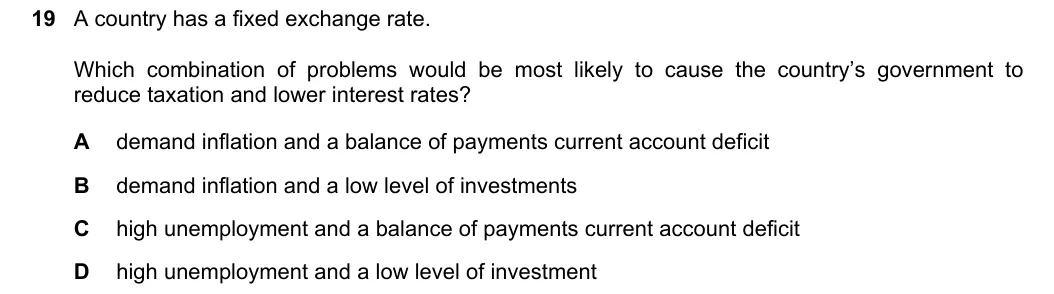 19 A country has a fixed exchange rate.
Which combination of problems would be most likely to cause the country's government to
reduce taxation and lower interest rates?
A demand inflation and a balance of payments current account deficit
B demand inflation and a low level of investments
C high unemployment and a balance of payments current account deficit
D high unemployment and a low level of investment